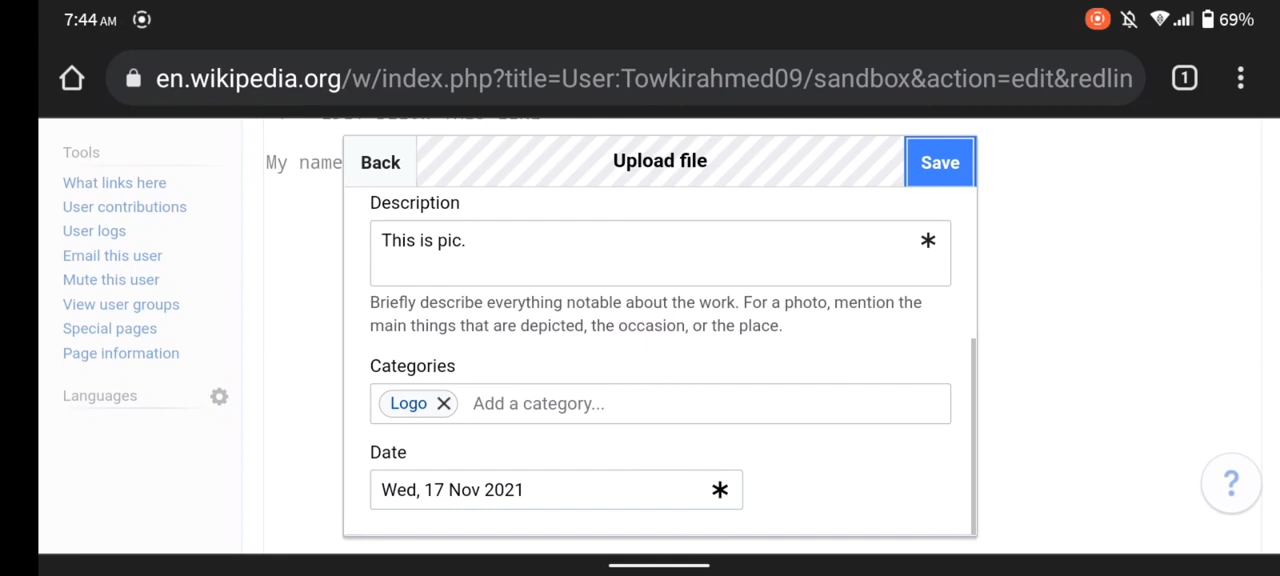 7:44 AM
69%
en.wikipedia.org/w/index.php?title=User:Towkirahmed09/sandbox&action=edit&redlin
1
Tools
What links here
User contributions
User logs
Email this user
Mute this user
View user groups
Special pages
Page information
Languages
My name
Back
Upload file
Save
Description
This is pic.
*
Briefly describe everything notable about the work. For a photo, mention the
main things that are depicted, the occasion, or the place.
Categories
Logo
Add a category...
Date
Wed, 17 Nov 2021
*
?